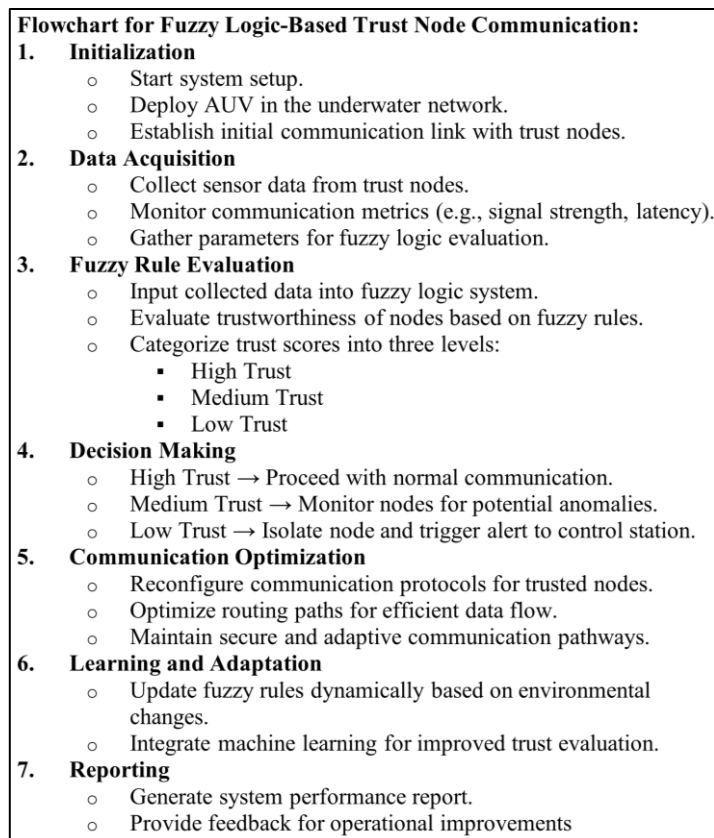 Flowchart for Fuzzy Logic-Based Trust Node Communication:
1. Initialization
○ Start system setup.
○ Deploy AUV in the underwater network.
○ Establish initial communication link with trust nodes.
2. Data Acquisition
○ Collect sensor data from trust nodes.
○ Monitor communication metrics (e.g., signal strength, latency).
○ Gather parameters for fuzzy logic evaluation.
3. Fuzzy Rule Evaluation
○ Input collected data into fuzzy logic system.
○ Evaluate trustworthiness of nodes based on fuzzy rules.
○ Categorize trust scores into three levels:
▪ High Trust
▪ Medium Trust
▪ Low Trust
4. Decision Making
○ High Trust → Proceed with normal communication.
○ Medium Trust → Monitor nodes for potential anomalies.
○ Low Trust → Isolate node and trigger alert to control station.
5. Communication Optimization
○ Reconfigure communication protocols for trusted nodes.
○ Optimize routing paths for efficient data flow.
○ Maintain secure and adaptive communication pathways.
6. Learning and Adaptation
○ Update fuzzy rules dynamically based on environmental
changes.
○ Integrate machine learning for improved trust evaluation.
7. Reporting
○ Generate system performance report.
○ Provide feedback for operational improvements